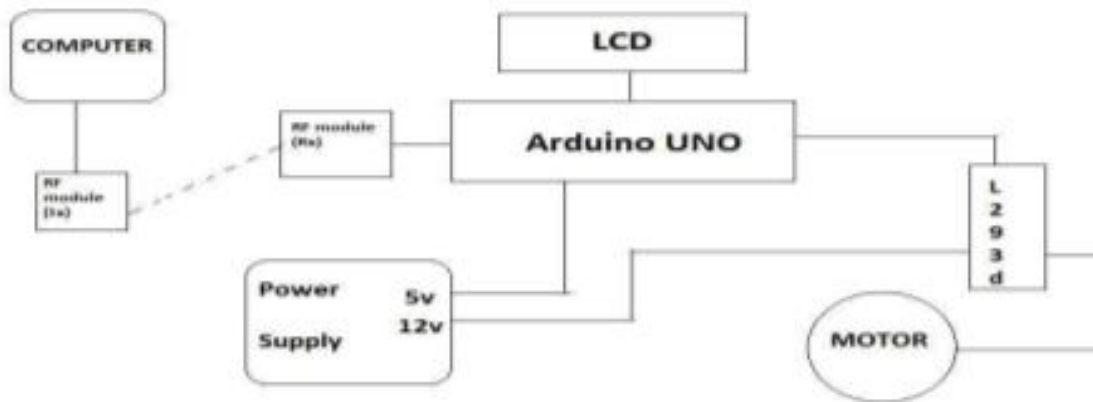 COMPUTER
LCD
RF module
(Rx)
Arduino UNO
RF
module
(tx)
L
2
9
3
d
Power
5v
12v
Supply
MOTOR